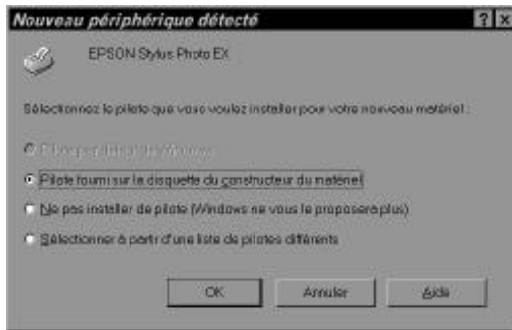 Nouveau périphérique détecté
EPSON Stylus Photo EX
Sélectionnez le pilote que vous voulez installer pour votre nouveau matériel :
Pilote fourni sur la disquette du constructeur du matériel
Ne pas installer de pilote (Windows ne vous le proposera plus)
Sélectionner à partir d'une liste de pilotes différents
OK Annuler Aide